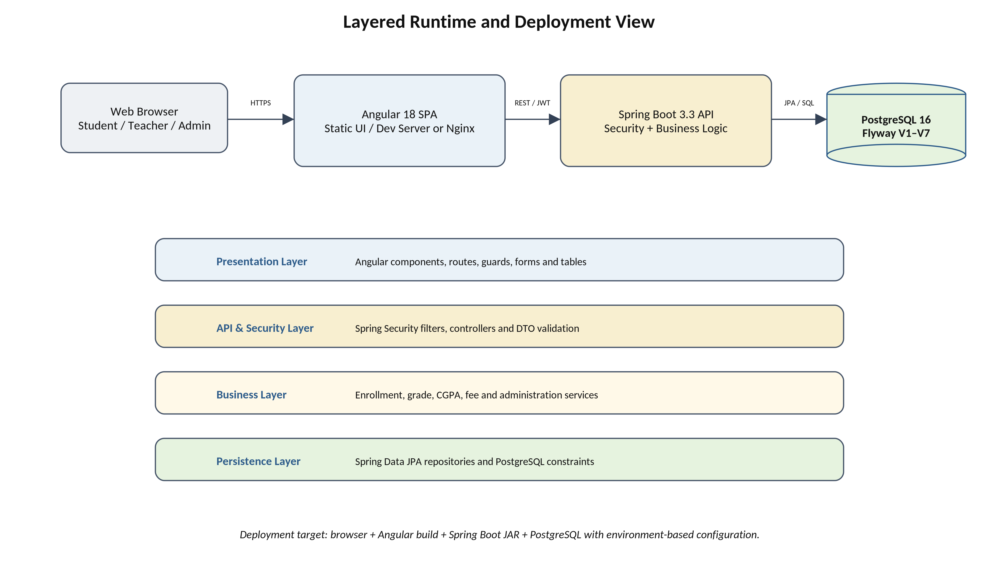 Layered Runtime and Deployment View
Web Browser
Student / Teacher / Admin
HTTPS
Angular 18 SPA
Static UI / Dev Server or Nginx
REST / JWT
Spring Boot 3.3 API
Security + Business Logic
JPA / SQL
PostgreSQL 16
Flyway V1–V7
Presentation Layer
Angular components, routes, guards, forms and tables
API & Security Layer
Spring Security filters, controllers and DTO validation
Business Layer
Enrollment, grade, CGPA, fee and administration services
Persistence Layer
Spring Data JPA repositories and PostgreSQL constraints
Deployment target: browser + Angular build + Spring Boot JAR + PostgreSQL with environment-based configuration.